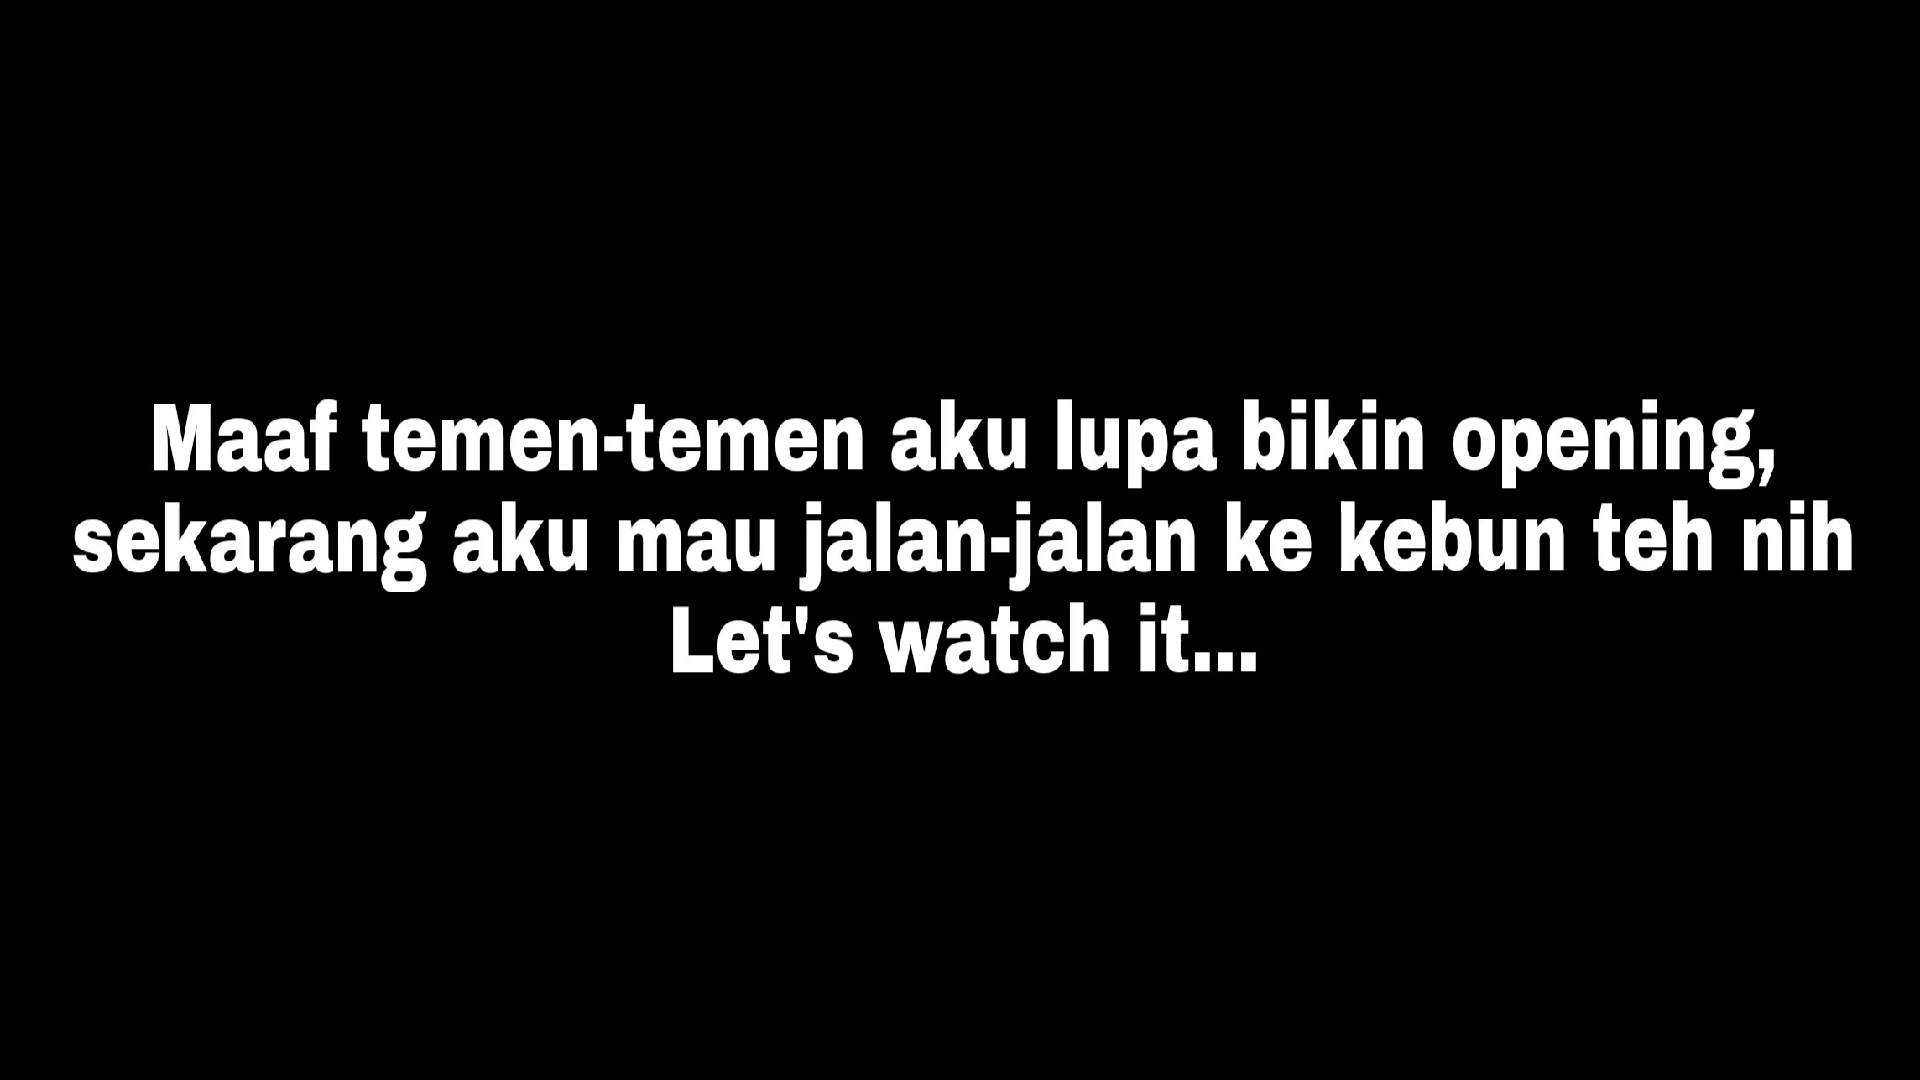 Maaf temen-temen aku lupa bikin opening,
sekarang aku mau jalan-jalan ke kebun teh nih
Let's watch it...